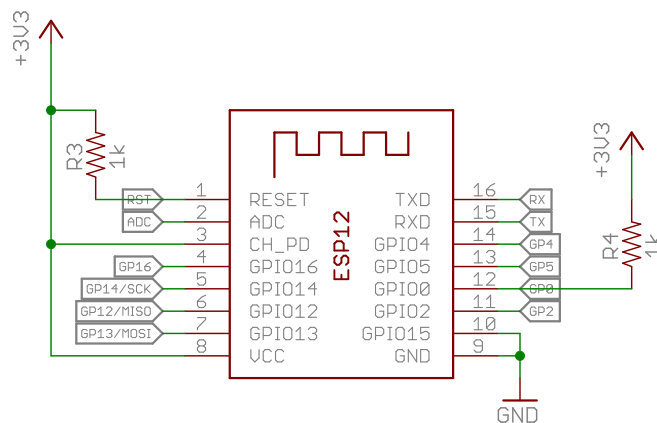 +3V3
R3
1k
RST
ADC
GP16
GP14/SCK
GP12/MISO
GP13/MOSI
1
2
3
4
5
6
7
8
RESET
ADC
CH_PD
GPIO16
GPIO14
GPIO12
GPIO13
VCC
ESP12
TXD
RXD
GPIO4
GPIO5
GPIO0
GPIO2
GPIO15
GND
16
15
14
13
12
11
10
9
RX
TX
GP4
GP5
GP0
GP2
GND
+3V3
R4
1k